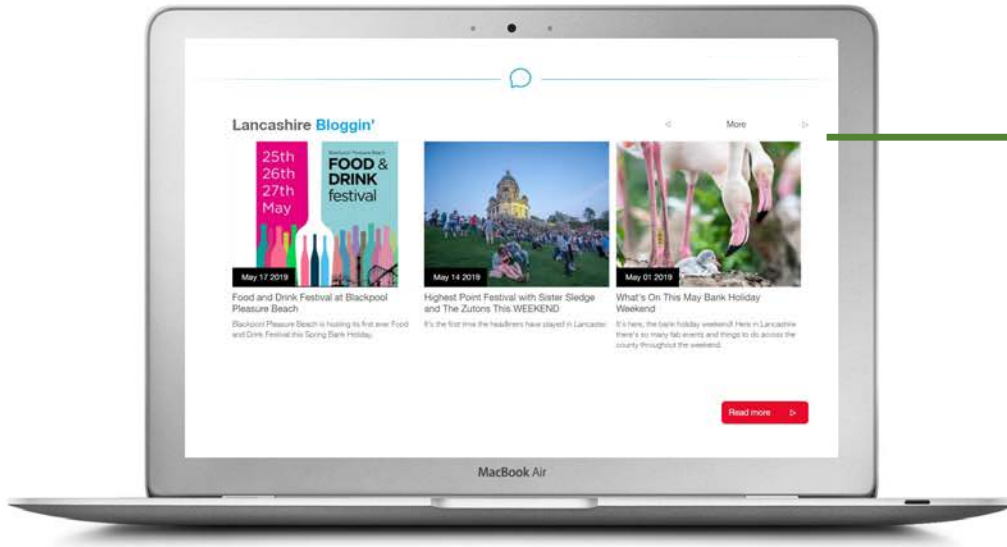 Lancashire Bloggin'
More
25th
26th
27th
May
Blackpool Pleasure Beach
FOOD &
DRINK
festival
May 17 2019
May 14 2019
May 01 2019
Food and Drink Festival at Blackpool
Pleasure Beach
Blackpool Pleasure Beach is hosting its first ever Food
and Drink Festival this Spring Bank Holiday.
Highest Point Festival with Sister Sledge
and The Zutons This WEEKEND
It's the first time the headliners have played in Lancaster.
What's On This May Bank Holiday
Weekend
It's here, the bank holiday weekend! Here in Lancashire
there's so many fab events and things to do across the
county throughout the weekend.
Read more
MacBook Air